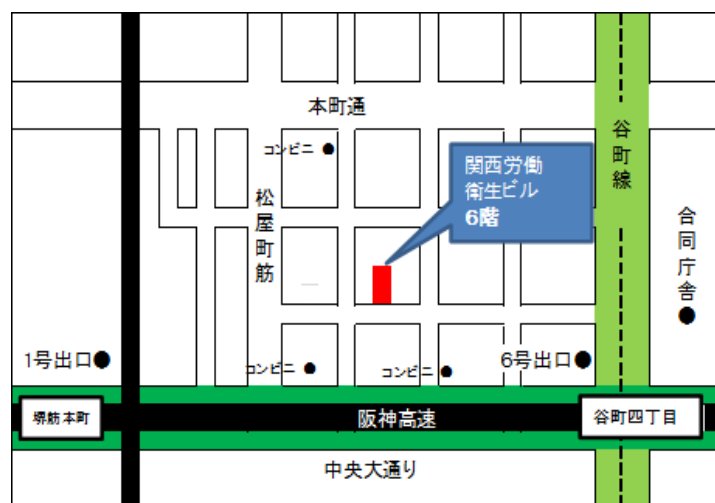 本町通
コンビニ ●
関西労働
衛生ビル
6階
谷町線
松屋町筋
合同庁舎●
1号出口●
コンビニ ●
コンビニ ●
6号出口●
堺筋本町
阪神高速
谷町四丁目
中央大通り